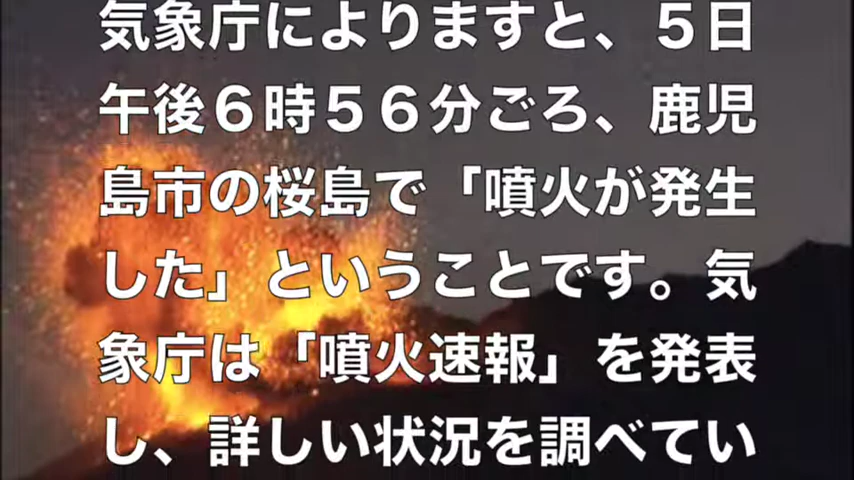 気象庁によりますと、５日
午後６時５６分ごろ、鹿児
島市の桜島で「噴火が発生
した」ということです。気
象庁は「噴火速報」を発表
し、詳しい状況を調べてい